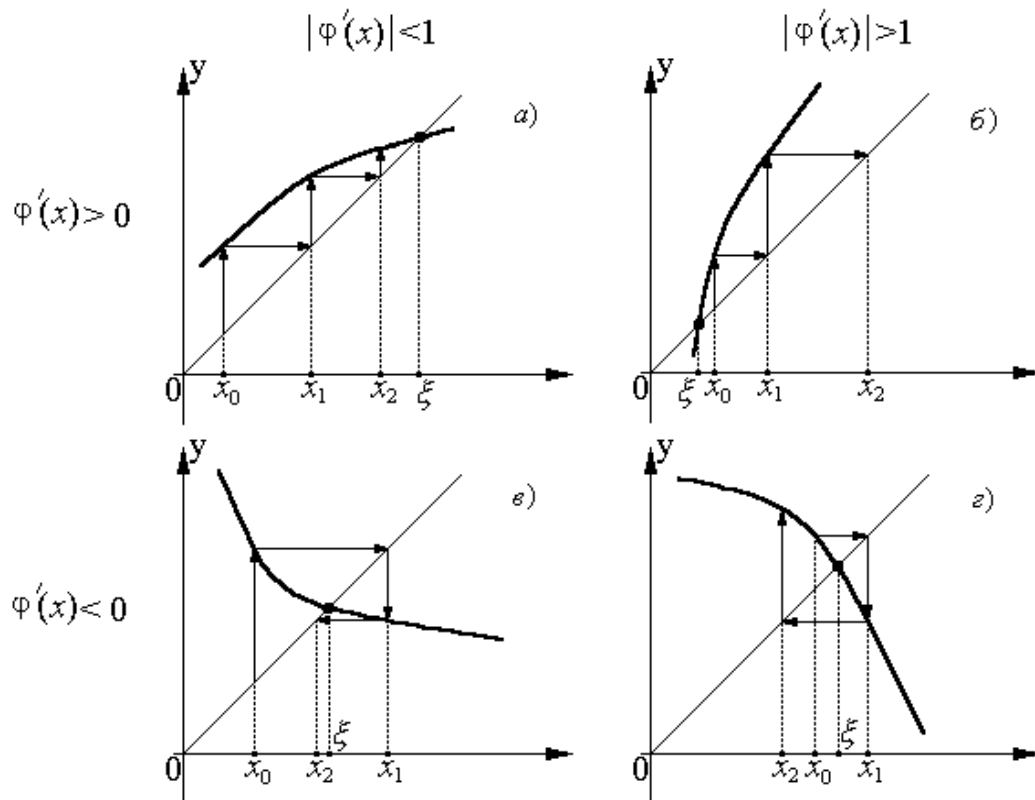 |φ′(x)|<1
|φ′(x)|>1
y
а)
y
б)
φ′(x)>0
0
x₀
x₁
x₂
ξ
0
ξ
x₀
x₁
x₂
y
в)
y
г)
φ′(x)<0
ξ
ξ
0
x₀
x₂
x₁
0
x₂
x₀
x₁